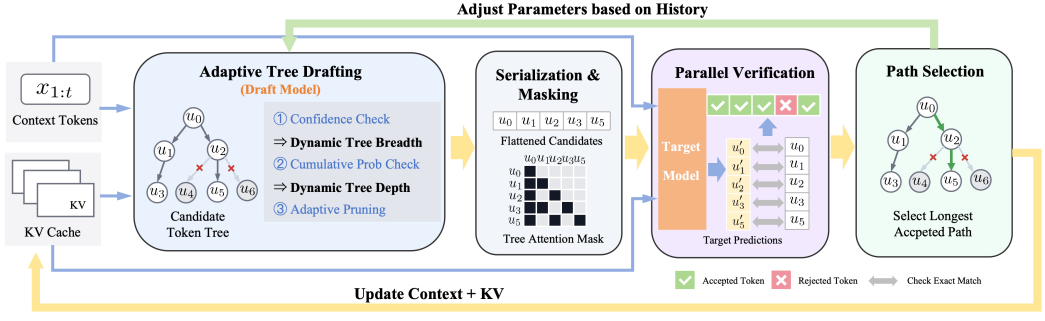 Adjust Parameters based on History
x1:t
Context Tokens
KV
KV Cache
Adaptive Tree Drafting
(Draft Model)
u0
u1
u2
u3
u4
u5
u6
Candidate
Token Tree
① Confidence Check
⇒ Dynamic Tree Breadth
② Cumulative Prob Check
⇒ Dynamic Tree Depth
③ Adaptive Pruning
Serialization &
Masking
u0 u1 u2 u3 u5
Flattened Candidates
u0 u1 u2 u3 u5
u0
u1
u2
u3
u5
Tree Attention Mask
Parallel Verification
Target
Model
u′0 u0
u′1 u1
u′2 u2
u′3 u3
u′5 u5
Target Predictions
Path Selection
u0
u1
u2
u3
u4
u5
u6
Select Longest
Accpeted Path
Accepted Token
Rejected Token
Check Exact Match
Update Context + KV